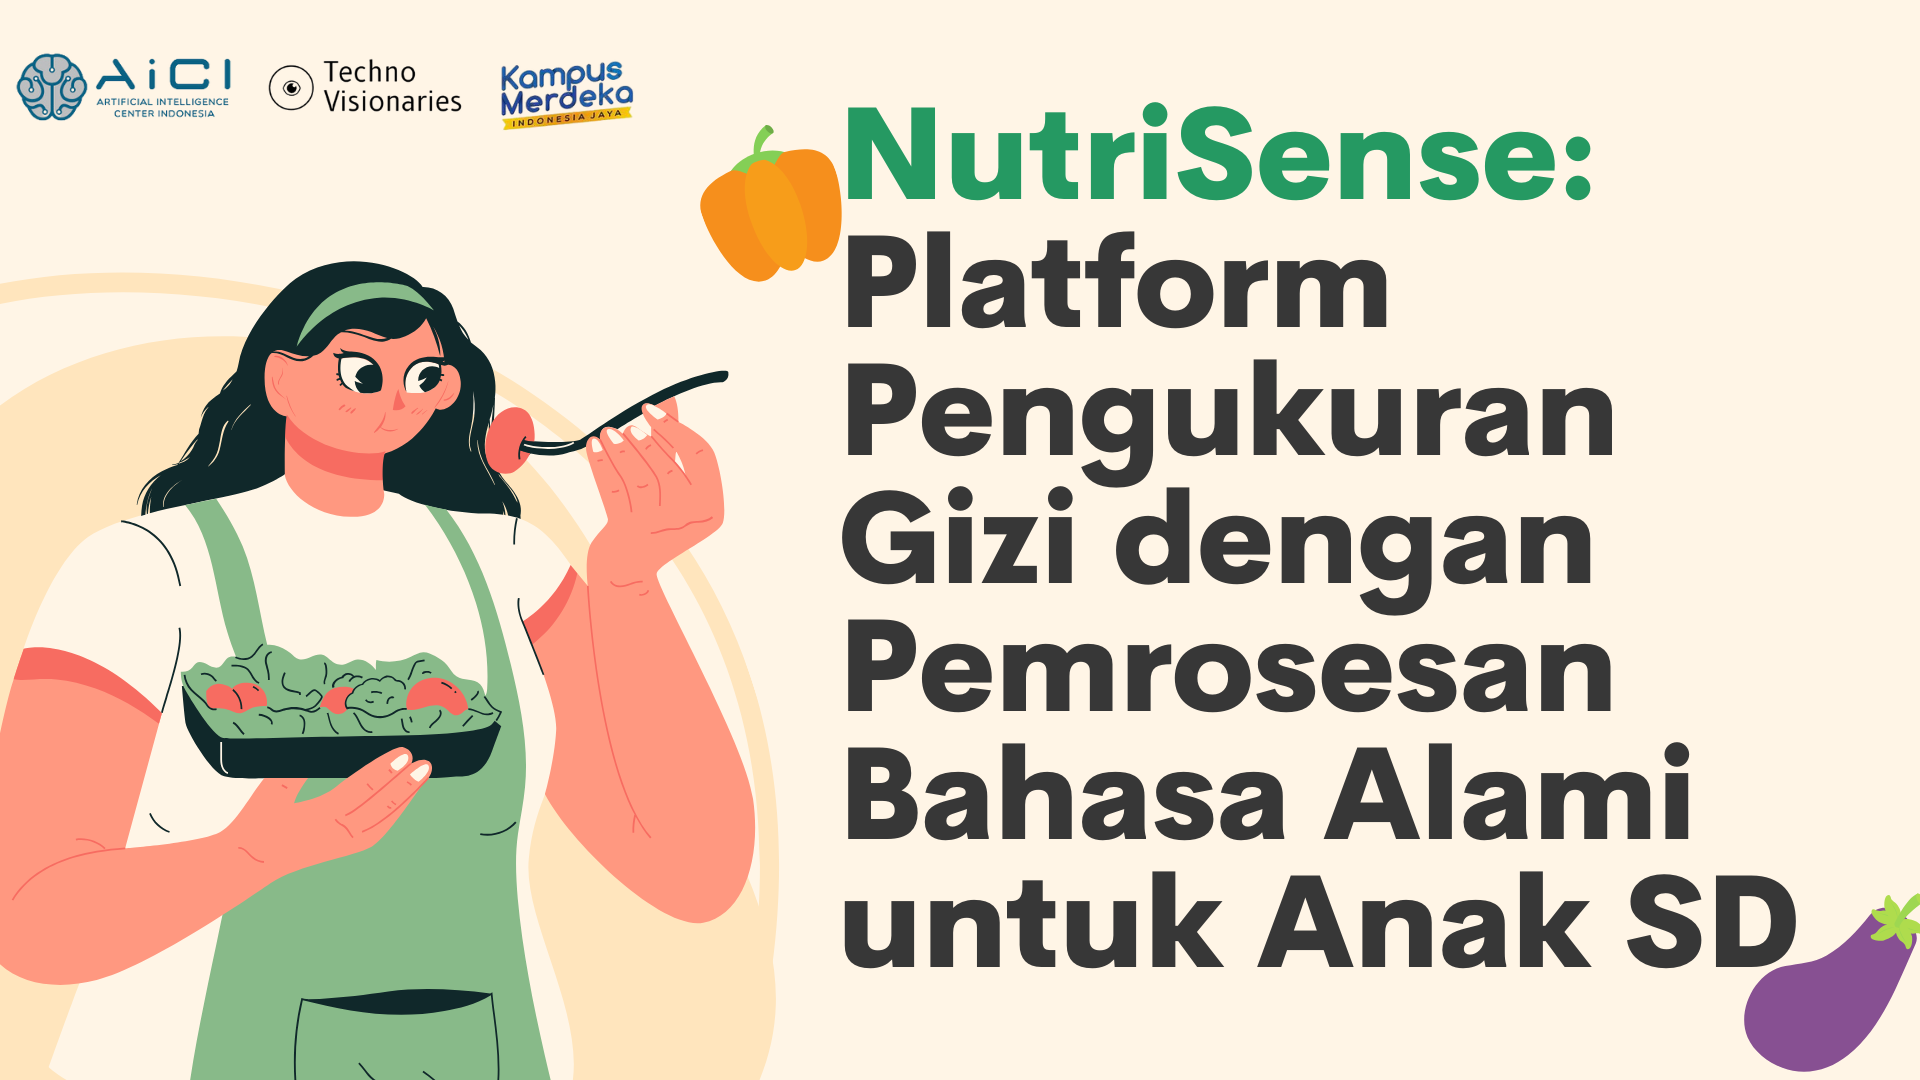 AiCI
ARTIFICIAL INTELLIGENCE
CENTER INDONESIA
Techno
Visionaries
Kampus
Merdeka
INDONESIA JAYA
NutriSense:
Platform
Pengukuran
Gizi dengan
Pemrosesan
Bahasa Alami
untuk Anak SD